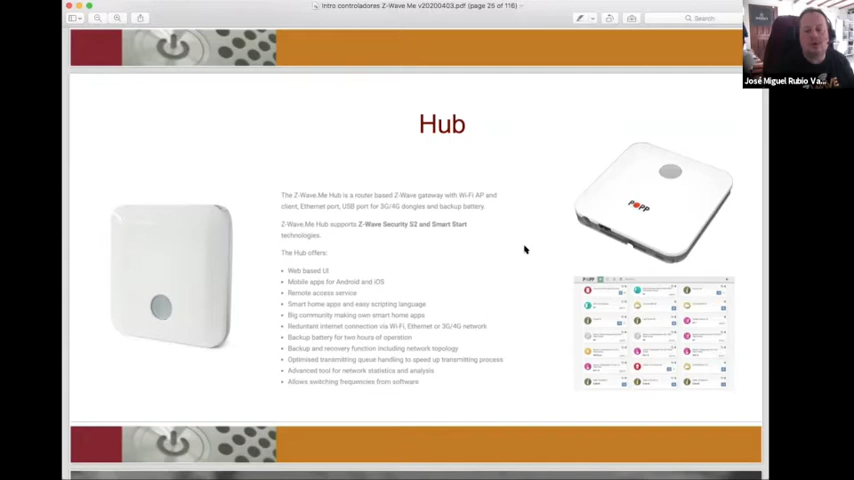 Intro controladores Z-Wave Me v20200403.pdf (page 25 of 116)
Search
José Miguel Rubio Va...
Hub
The Z-Wave.Me Hub is a router based Z-Wave gateway with Wi-Fi AP and
client, Ethernet port, USB port for 3G/4G dongles and backup battery.
Z-Wave.Me Hub supports Z-Wave Security S2 and Smart Start
technologies.
The Hub offers:
• Web based UI
• Mobile apps for Android and iOS
• Remote access service
• Smart home apps and easy scripting language
• Big community making own smart home apps
• Reduntant internet connection via Wi-Fi, Ethernet or 3G/4G network
• Backup battery for two hours of operation
• Backup and recovery function including network topology
• Optimised transmitting queue handling to speed up transmitting process
• Advanced tool for network statistics and analysis
• Allows switching frequencies from software
POPP
POPP